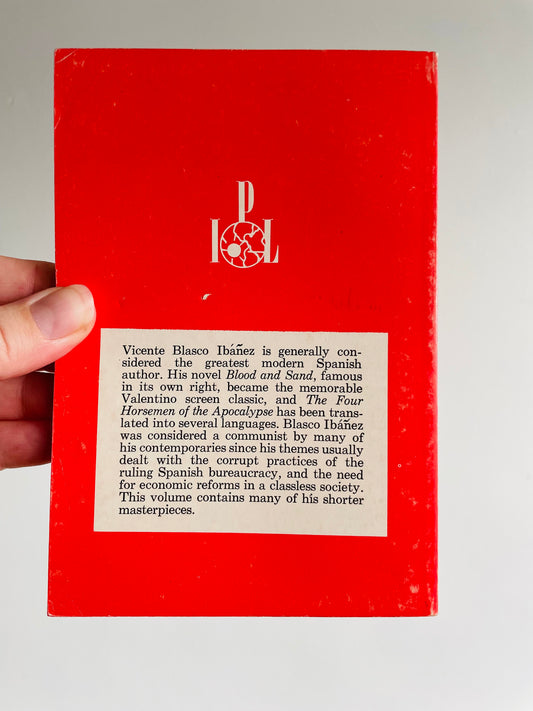 P
I L
Vicente Blasco Ibáñez is generally con-
sidered the greatest modern Spanish
author. His novel Blood and Sand, famous
in its own right, became the memorable
Valentino screen classic, and The Four
Horsemen of the Apocalypse has been trans-
lated into several languages. Blasco Ibáñez
was considered a communist by many of
his contemporaries since his themes usually
dealt with the corrupt practices of the
ruling Spanish bureaucracy, and the need
for economic reforms in a classless society.
This volume contains many of his shorter
masterpieces.